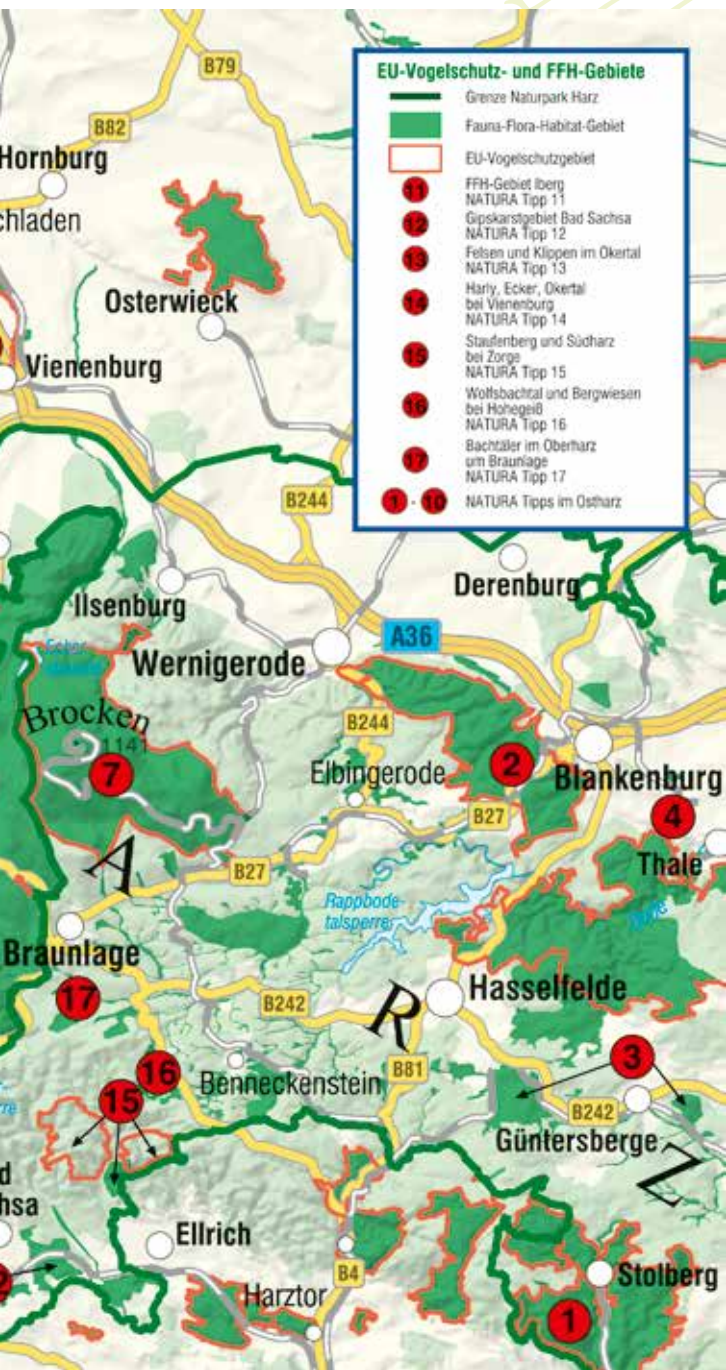 B79
EU-Vogelschutz- und FFH-Gebiete
Grenze Naturpark Harz
Fauna-Flora-Habitat-Gebiet
EU-Vogelschutzgebiet
11
FFH-Gebiet Iberg
NATURA Tipp 11
12
Gipskarstgebiet Bad Sachsa
NATURA Tipp 12
13
Felsen und Klippen im Okertal
NATURA Tipp 13
14
Harly, Ecker, Okertal
bei Vienenburg
NATURA Tipp 14
15
Staufenberg und Südharz
bei Zorge
NATURA Tipp 15
16
Wolfsbachtal und Bergwiesen
bei Hohegeiß
NATURA Tipp 16
17
Bachtäler im Oberharz
um Braunlage
NATURA Tipp 17
1 - 10 NATURA Tipps im Ostharz
B82
Hornburg
chladen
Osterwieck
Vienenburg
B244
Derenburg
Ilsenburg
A36
Wernigerode
Brocken
1141
7
B244
Elbingerode
2
Blankenburg
4
B27
Thale
A
B27
Rappbode-
talsperre
Bode
Braunlage
17
Hasselfelde
B242
R
3
16
Benneckenstein
B81
15
B242
Güntersberge
Z
d
hsa
Ellrich
B4
Stolberg
Harztor
1
2